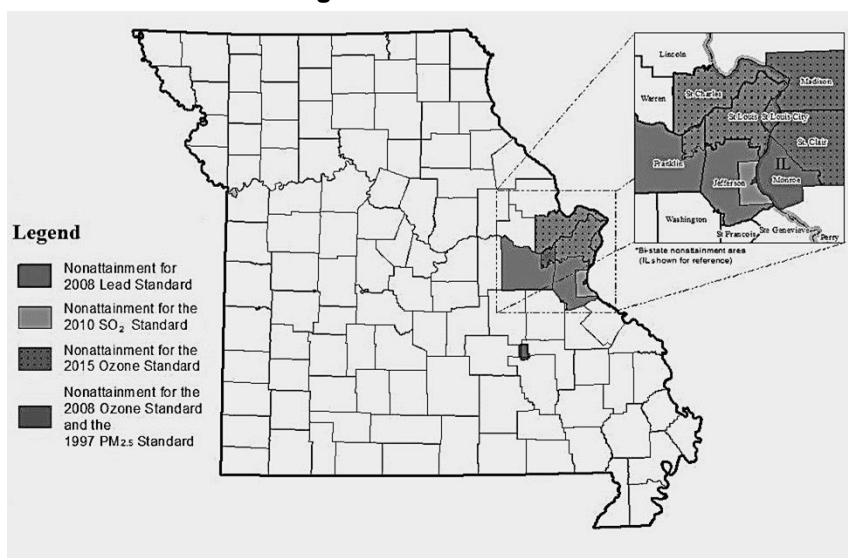 Lincoln
Warren
St Charles
Madison
St Louis
St Louis City
St. Clair
Franklin
IL
Jefferson
Monroe
Washington
St Francois
Ste Genevieve
Perry
*Bi-state nonattainment area
(IL shown for reference)
Legend
Nonattainment for
2008 Lead Standard
Nonattainment for the
2010 SO₂ Standard
Nonattainment for the
2015 Ozone Standard
Nonattainment for the
2008 Ozone Standard
and the
1997 PM₂.₅ Standard